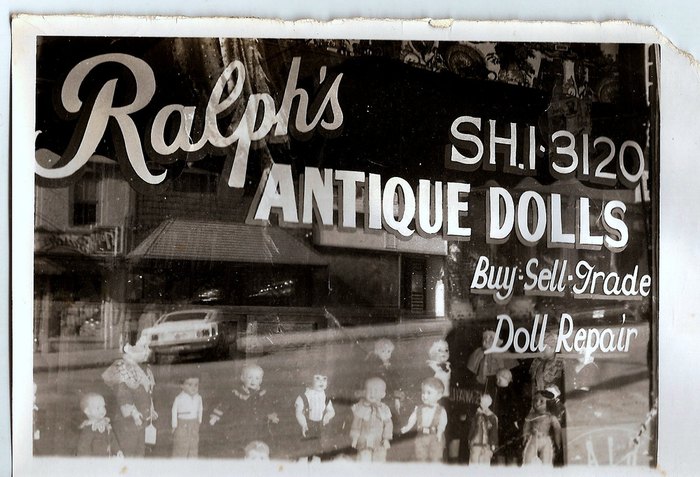 Ralph's
SH.1-3120
ANTIQUE DOLLS
Buy-Sell-Trade
Doll Repair